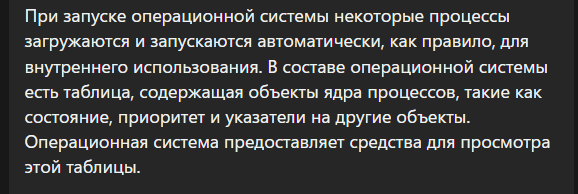 При запуске операционной системы некоторые процессы
загружаются и запускаются автоматически, как правило, для
внутреннего использования. В составе операционной системы
есть таблица, содержащая объекты ядра процессов, такие как
состояние, приоритет и указатели на другие объекты.
Операционная система предоставляет средства для просмотра
этой таблицы.